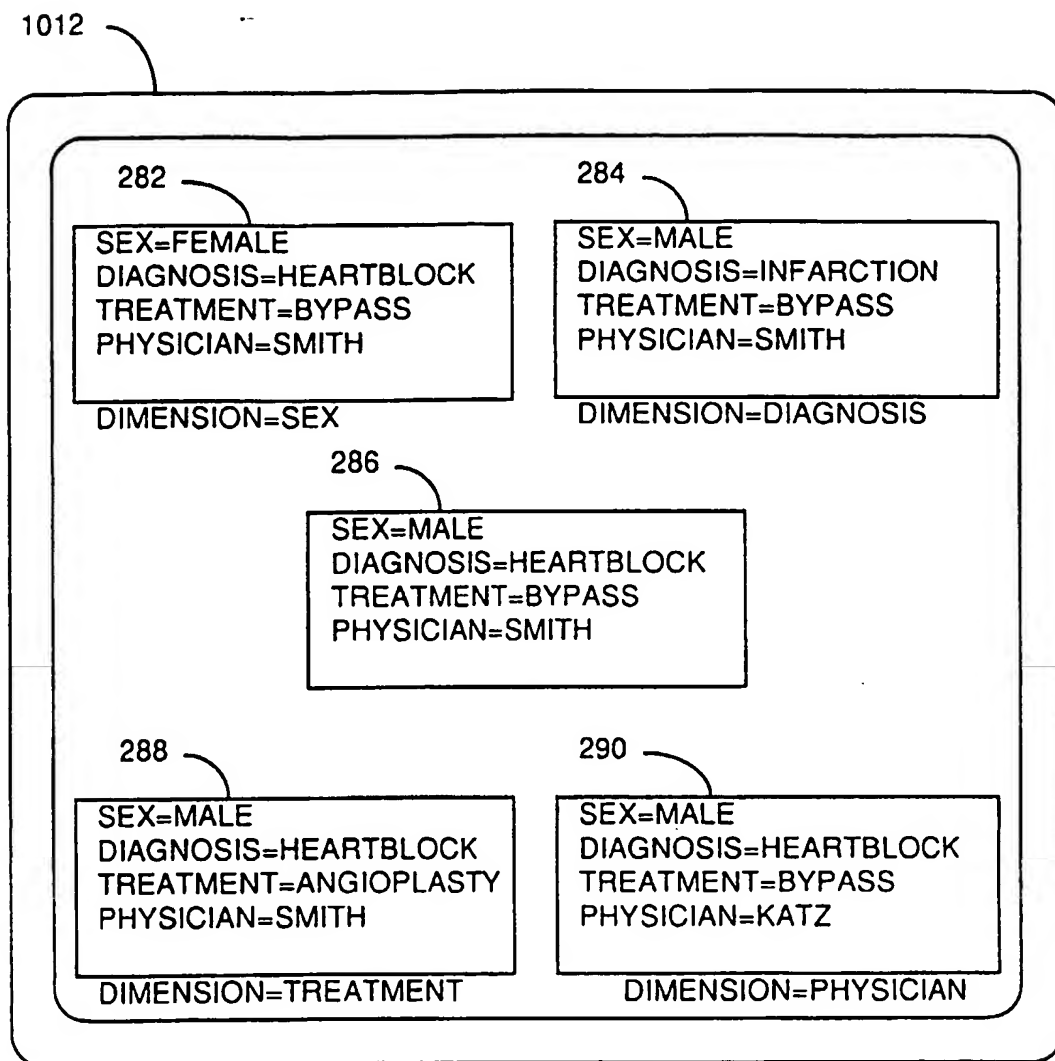 1012
282
SEX=FEMALE
DIAGNOSIS=HEARTBLOCK
TREATMENT=BYPASS
PHYSICIAN=SMITH
DIMENSION=SEX
284
SEX=MALE
DIAGNOSIS=INFARCTION
TREATMENT=BYPASS
PHYSICIAN=SMITH
DIMENSION=DIAGNOSIS
286
SEX=MALE
DIAGNOSIS=HEARTBLOCK
TREATMENT=BYPASS
PHYSICIAN=SMITH
288
SEX=MALE
DIAGNOSIS=HEARTBLOCK
TREATMENT=ANGIOPLASTY
PHYSICIAN=SMITH
DIMENSION=TREATMENT
290
SEX=MALE
DIAGNOSIS=HEARTBLOCK
TREATMENT=BYPASS
PHYSICIAN=KATZ
DIMENSION=PHYSICIAN